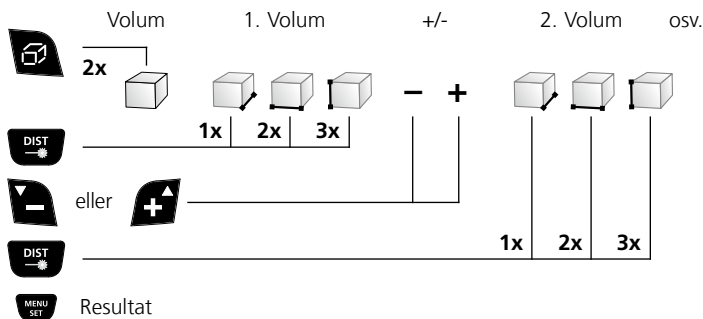 Volum 1. Volum +/- 2. Volum osv.
2x
− +
1x 2x 3x
DIST
− eller +
1x 2x 3x
DIST
MENU
SET
Resultat